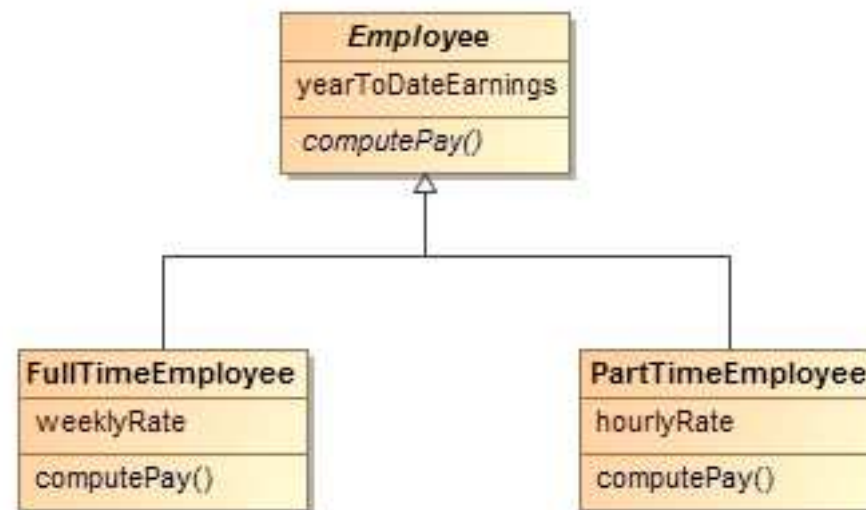 Employee
yearToDateEarnings
computePay()
FullTimeEmployee
weeklyRate
computePay()
PartTimeEmployee
hourlyRate
computePay()